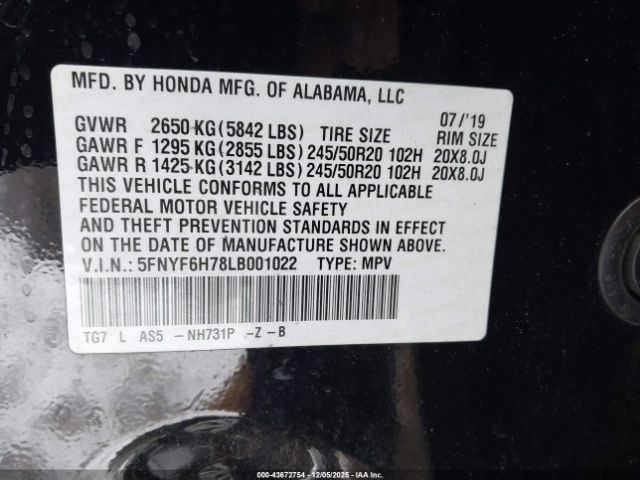 MFD. BY HONDA MFG. OF ALABAMA, LLC
07/'19
GVWR 2650 KG(5842 LBS) TIRE SIZE RIM SIZE
GAWR F 1295 KG(2855 LBS) 245/50R20 102H 20X8.0J
GAWR R 1425 KG(3142 LBS) 245/50R20 102H 20X8.0J
THIS VEHICLE CONFORMS TO ALL APPLICABLE
FEDERAL MOTOR VEHICLE SAFETY
AND THEFT PREVENTION STANDARDS IN EFFECT
ON THE DATE OF MANUFACTURE SHOWN ABOVE.
V.I.N.: 5FNYF6H78LB001022 TYPE: MPV
TG7 L AS5 - NH731P -Z-B
000-43672754 | 12/05/2025 | IAA Inc.